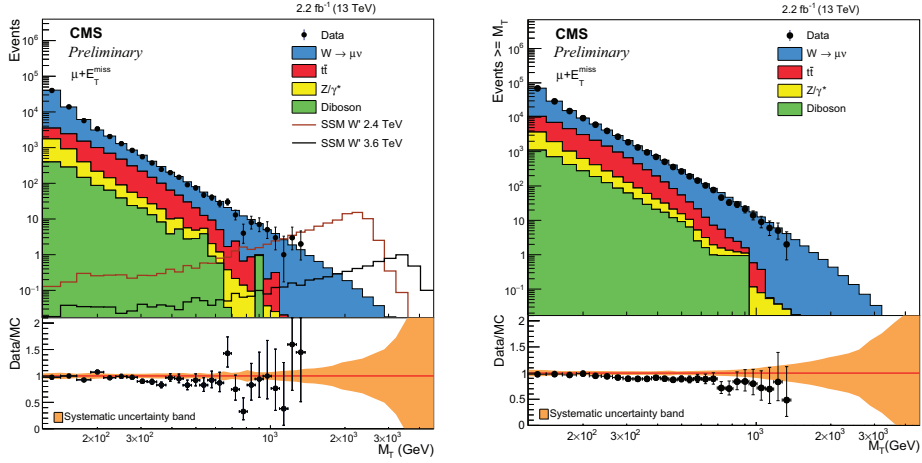 2.2 fb⁻¹ (13 TeV)
Events
CMS
Preliminary
μ+E_T^miss
Data
W → μν
tt̄
Z/γ*
Diboson
SSM W' 2.4 TeV
SSM W' 3.6 TeV
10⁶
10⁵
10⁴
10³
10²
10
1
10⁻¹
Data/MC
2
1.5
1
0.5
0
Systematic uncertainty band
2×10² 3×10² 10³ 2×10³ 3×10³
M_T (GeV)
2.2 fb⁻¹ (13 TeV)
Events >= M_T
CMS
Preliminary
μ+E_T^miss
Data
W → μν
tt̄
Z/γ*
Diboson
10⁶
10⁵
10⁴
10³
10²
10
1
10⁻¹
Data/MC
2
1.5
1
0.5
0
Systematic uncertainty band
2×10² 10³ 2×10³ 3×10³
M_T (GeV)